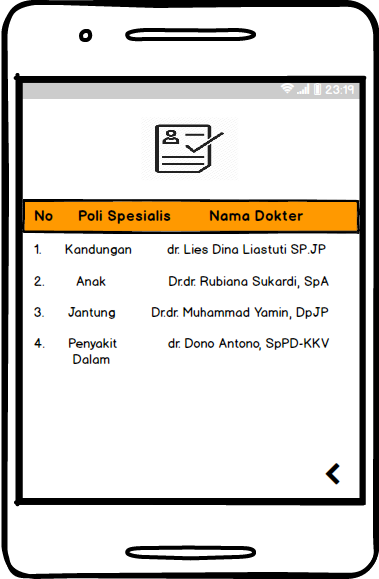 23:19
No Poli Spesialis Nama Dokter
1. Kandungan dr. Lies Dina Liastuti SP.JP
2. Anak Dr.dr. Rubiana Sukardi, SpA
3. Jantung Dr.dr. Muhammad Yamin, DpJP
4. Penyakit dr. Dono Antono, SpPD-KKV
Dalam